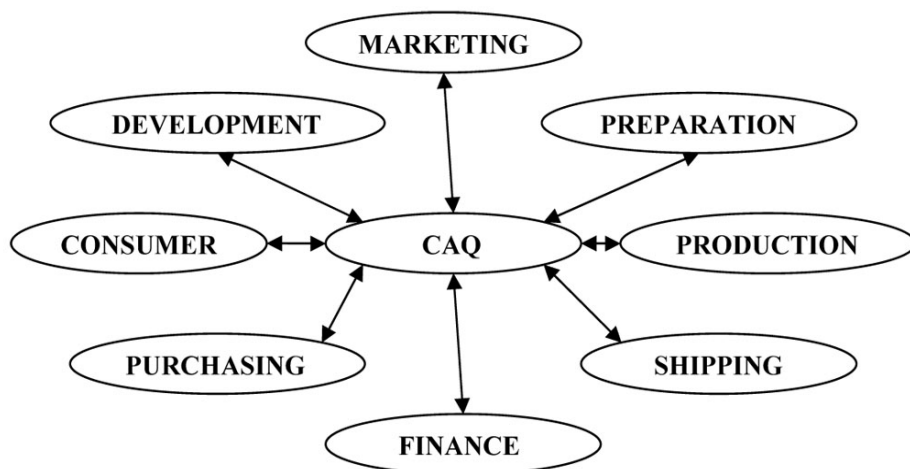 MARKETING
DEVELOPMENT
PREPARATION
CONSUMER
CAQ
PRODUCTION
PURCHASING
SHIPPING
FINANCE